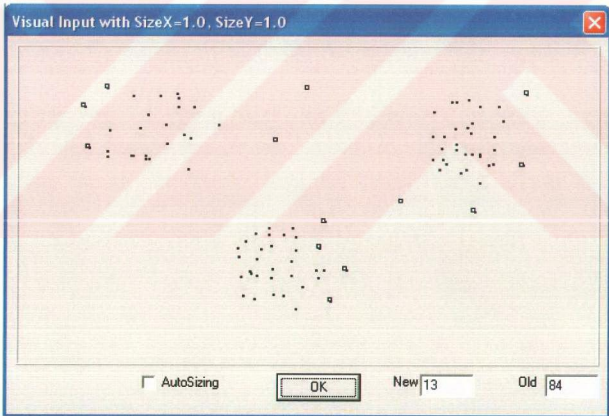 Visual Input with SizeX=1.0, SizeY=1.0
AutoSizing
OK
New 13
Old 84